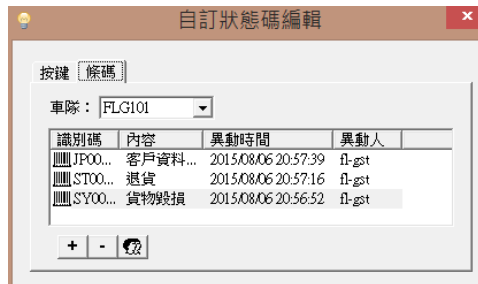 自訂狀態碼編輯
按鍵 條碼
車隊： FLG101
識別碼 內容 異動時間 異動人
JP00... 客戶資料... 2015/08/06 20:57:39 fl-gst
ST00... 退貨 2015/08/06 20:57:16 fl-gst
SY00... 貨物毀損 2015/08/06 20:56:52 fl-gst
+ -